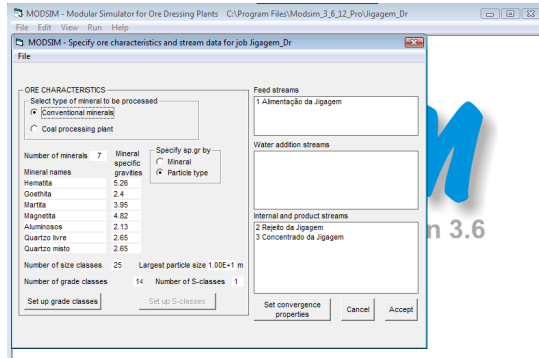 MODSIM - Modular Simulator for Ore Dressing Plants C:\Program Files\Modsim_3_6_12_Pro\Jigagem_Dr
File Edit View Run Help
MODSIM - Specify ore characteristics and stream data for job Jigagem_Dr
File
ORE CHARACTERISTICS
Select type of mineral to be processed
Conventional minerals
Coal processing plant
Number of minerals 7
Mineral specific gravities
Specify sp.gr by
Mineral
Particle type
Mineral names
Hematita 5.26
Goethita 2.4
Martita 3.95
Magnetita 4.82
Aluminosos 2.13
Quartzo livre 2.65
Quartzo misto 2.65
Number of size classes 25 Largest particle size 1.00E+1 m
Number of grade classes 14 Number of S-classes 1
Set up grade classes
Set up S-classes
Feed streams
1 Alimentação da Jigagem
Water addition streams
Internal and product streams
2 Rejeito da Jigagem
3 Concentrado da Jigagem
Set convergence properties
Cancel
Accept
n 3.6